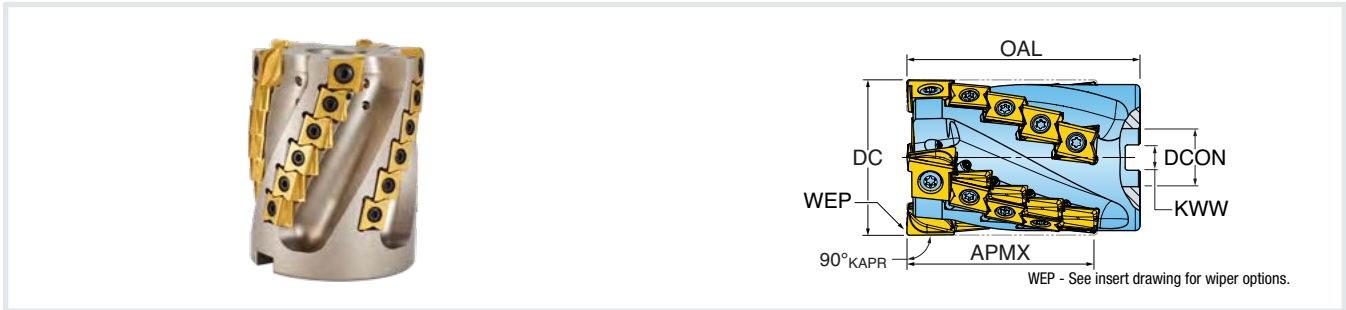 OAL
DC
DCON
WEP
KWW
90°KAPR
APMX
WEP - See insert drawing for wiper options.